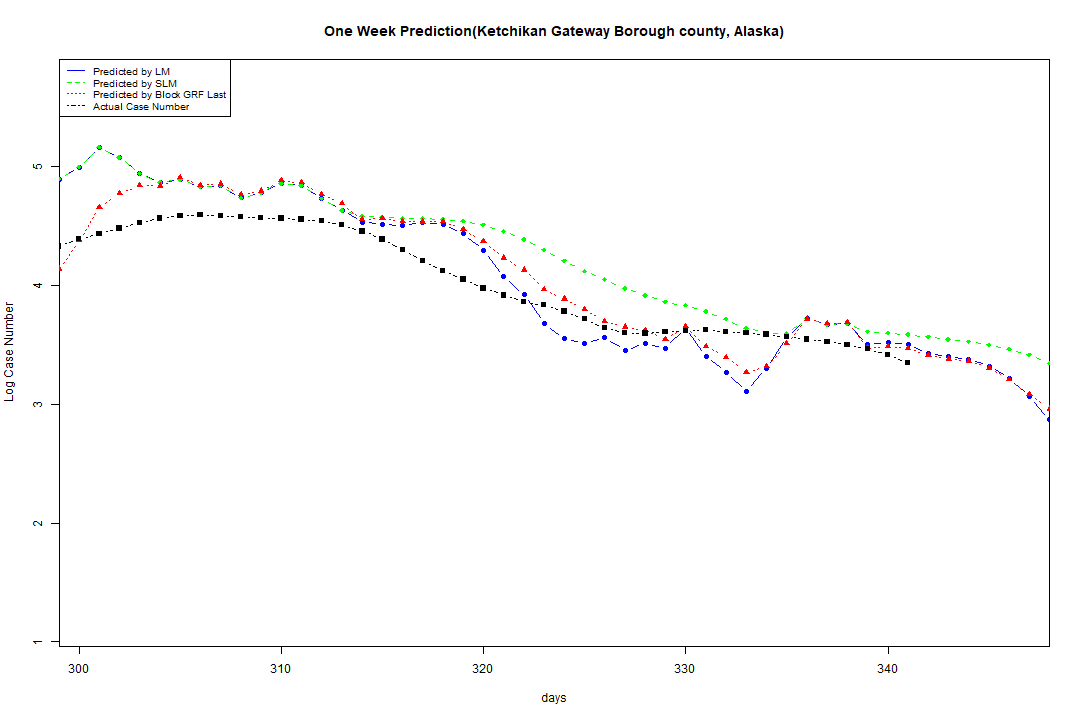 One Week Prediction(Ketchikan Gateway Borough county, Alaska)
Predicted by LM
Predicted by SLM
Predicted by Block GRF Last
Actual Case Number
5
4
3
2
1
Log Case Number
300 310 320 330 340
days